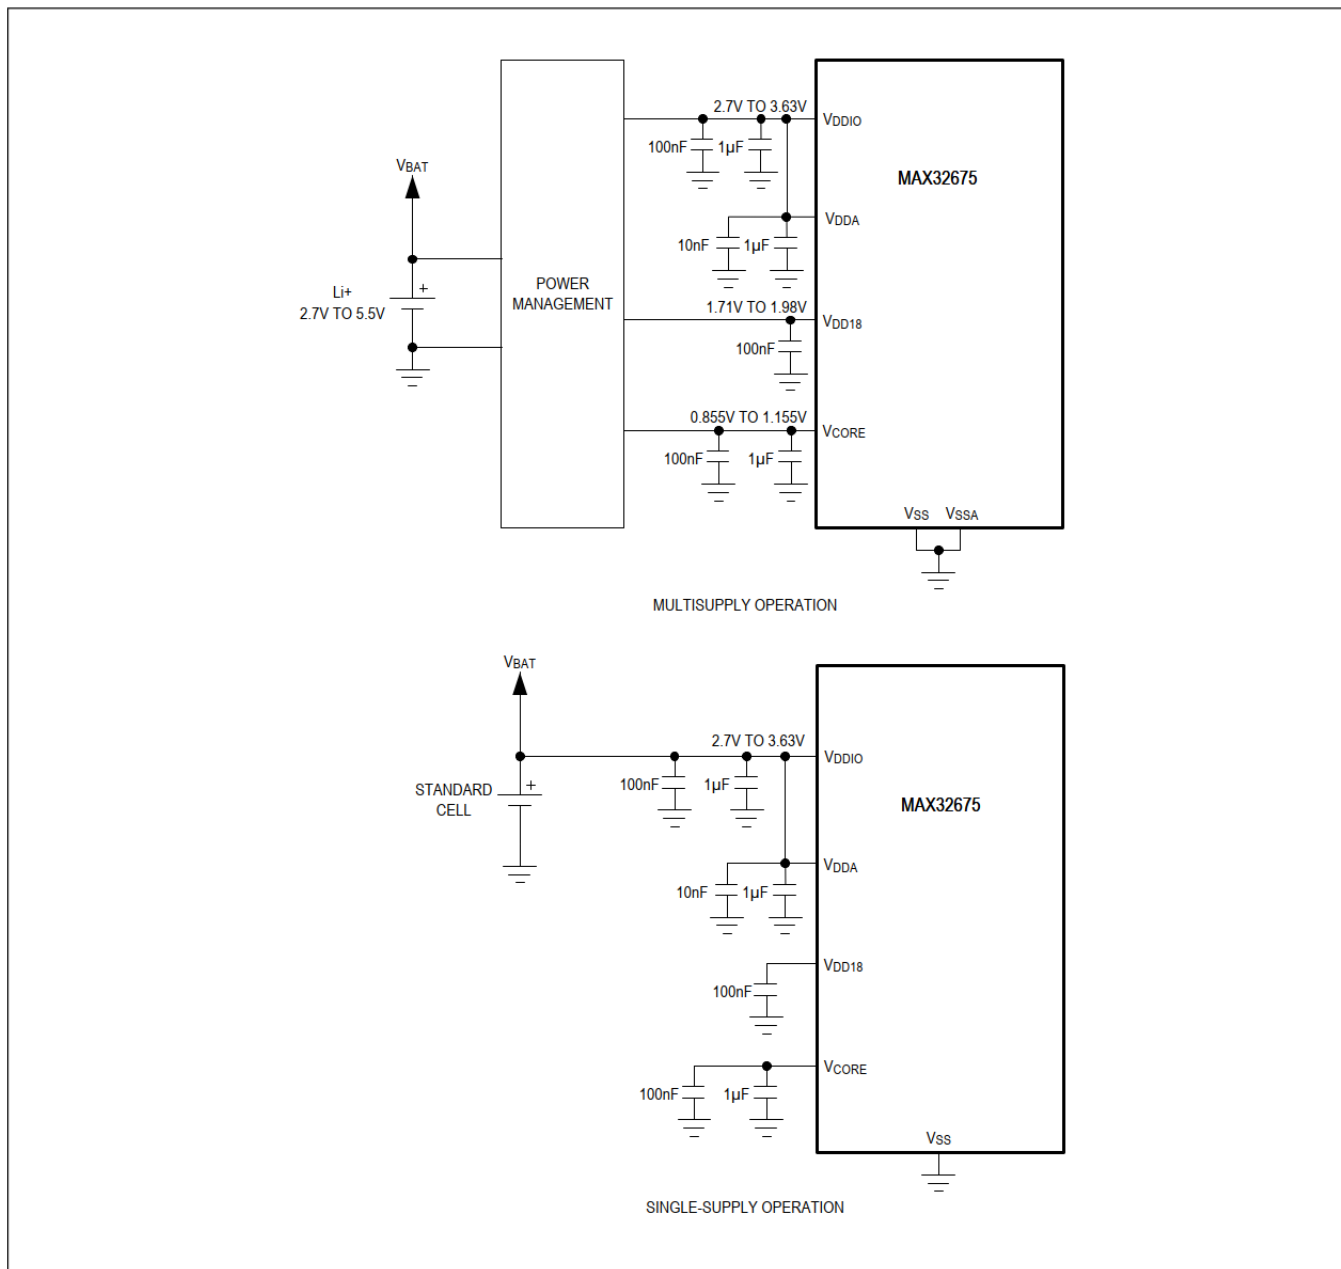 2.7V TO 3.63V
VDDIO
100nF
1µF
MAX32675
VBAT
VDDA
10nF
1µF
POWER
MANAGEMENT
Li+
+
2.7V TO 5.5V
1.71V TO 1.98V
VDD18
100nF
0.855V TO 1.155V
VCORE
100nF
1µF
VSS
VSSA
MULTISUPPLY OPERATION
VBAT
2.7V TO 3.63V
VDDIO
STANDARD
CELL
+
100nF
1µF
MAX32675
VDDA
10nF
1µF
VDD18
100nF
VCORE
100nF
1µF
VSS
SINGLE-SUPPLY OPERATION